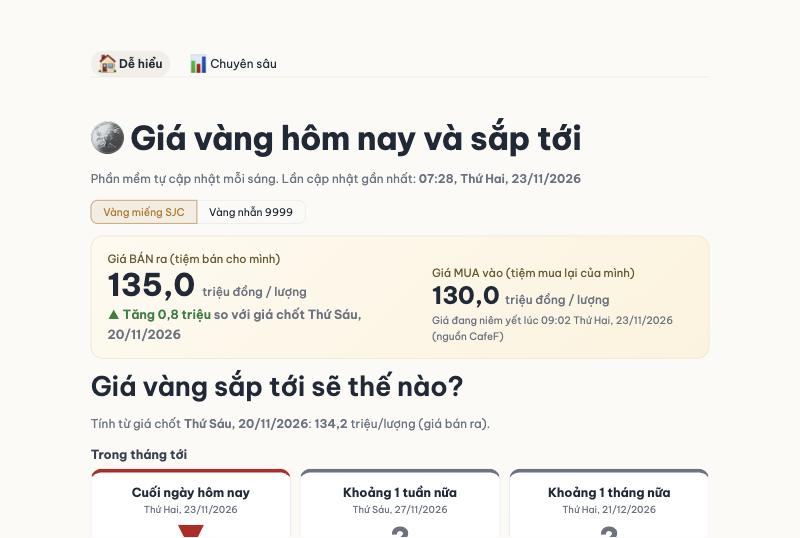 Dễ hiểu
Chuyên sâu
Giá vàng hôm nay và sắp tới
Phần mềm tự cập nhật mỗi sáng. Lần cập nhật gần nhất: 07:28, Thứ Hai, 23/11/2026
Vàng miếng SJC
Vàng nhẫn 9999
Giá BÁN ra (tiệm bán cho mình)
135,0 triệu đồng / lượng
▲ Tăng 0,8 triệu so với giá chốt Thứ Sáu,
20/11/2026
Giá MUA vào (tiệm mua lại của mình)
130,0 triệu đồng / lượng
Giá đang niêm yết lúc 09:02 Thứ Hai, 23/11/2026
(nguồn CafeF)
Giá vàng sắp tới sẽ thế nào?
Tính từ giá chốt Thứ Sáu, 20/11/2026: 134,2 triệu/lượng (giá bán ra).
Trong tháng tới
Cuối ngày hôm nay
Thứ Hai, 23/11/2026
Khoảng 1 tuần nữa
Thứ Sáu, 27/11/2026
?
Khoảng 1 tháng nữa
Thứ Hai, 21/12/2026
?